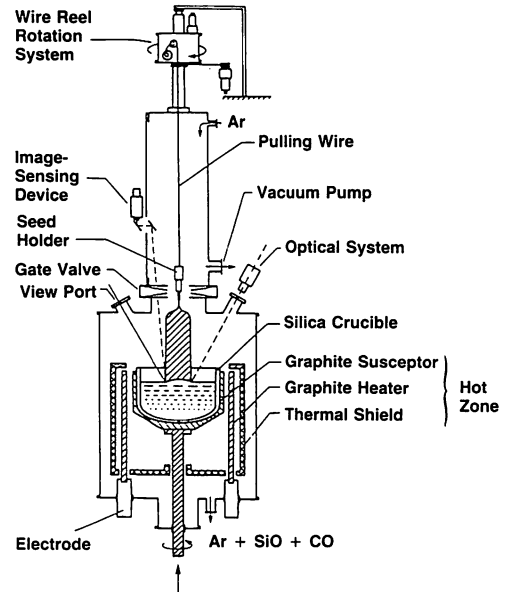 Wire Reel
Rotation
System
Ar
Pulling Wire
Image-
Sensing
Device
Vacuum Pump
Seed
Holder
Optical System
Gate Valve
View Port
Silica Crucible
Graphite Susceptor
Graphite Heater
Hot
Zone
Thermal Shield
Electrode
Ar + SiO + CO